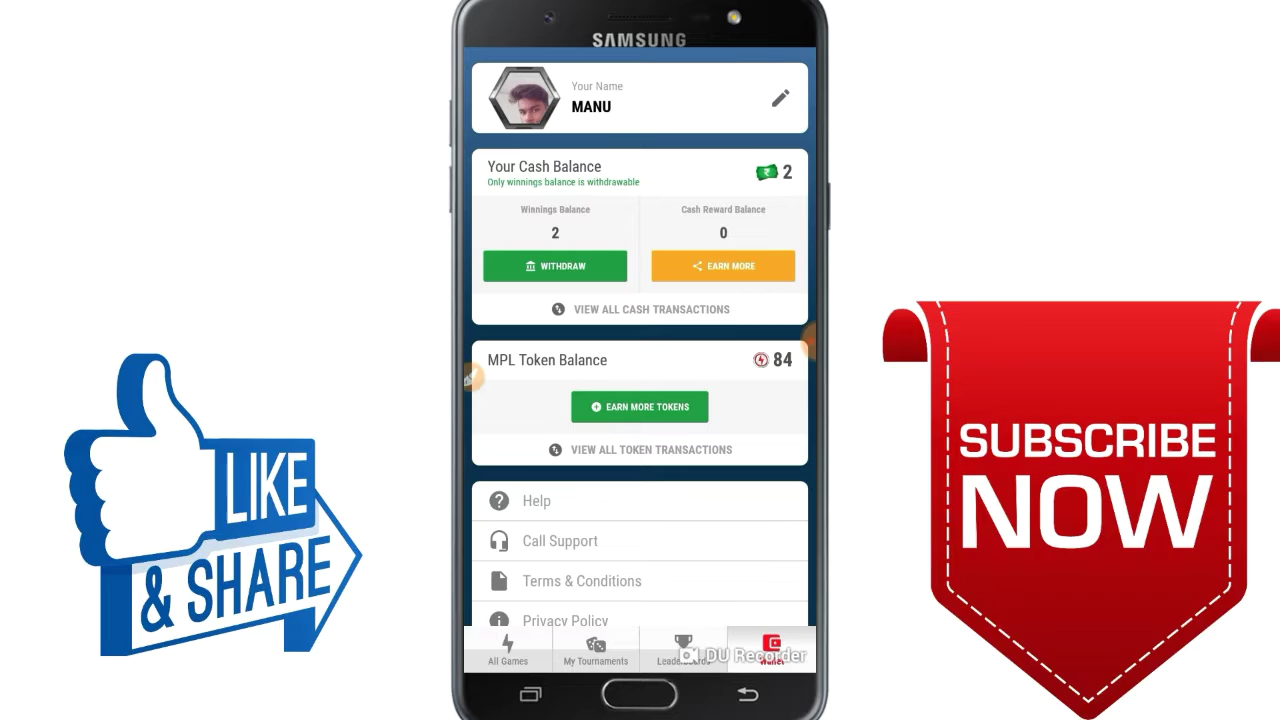 SAMSUNG
Your Name
MANU
Your Cash Balance
Only winnings balance is withdrawable
₹ 2
Winnings Balance
Cash Reward Balance
2
0
WITHDRAW
EARN MORE
VIEW ALL CASH TRANSACTIONS
MPL Token Balance
84
EARN MORE TOKENS
VIEW ALL TOKEN TRANSACTIONS
Help
Call Support
Terms & Conditions
Privacy Policy
All Games
My Tournaments
Leaderboards
Wallet
DU Recorder
LIKE
& SHARE
SUBSCRIBE
NOW